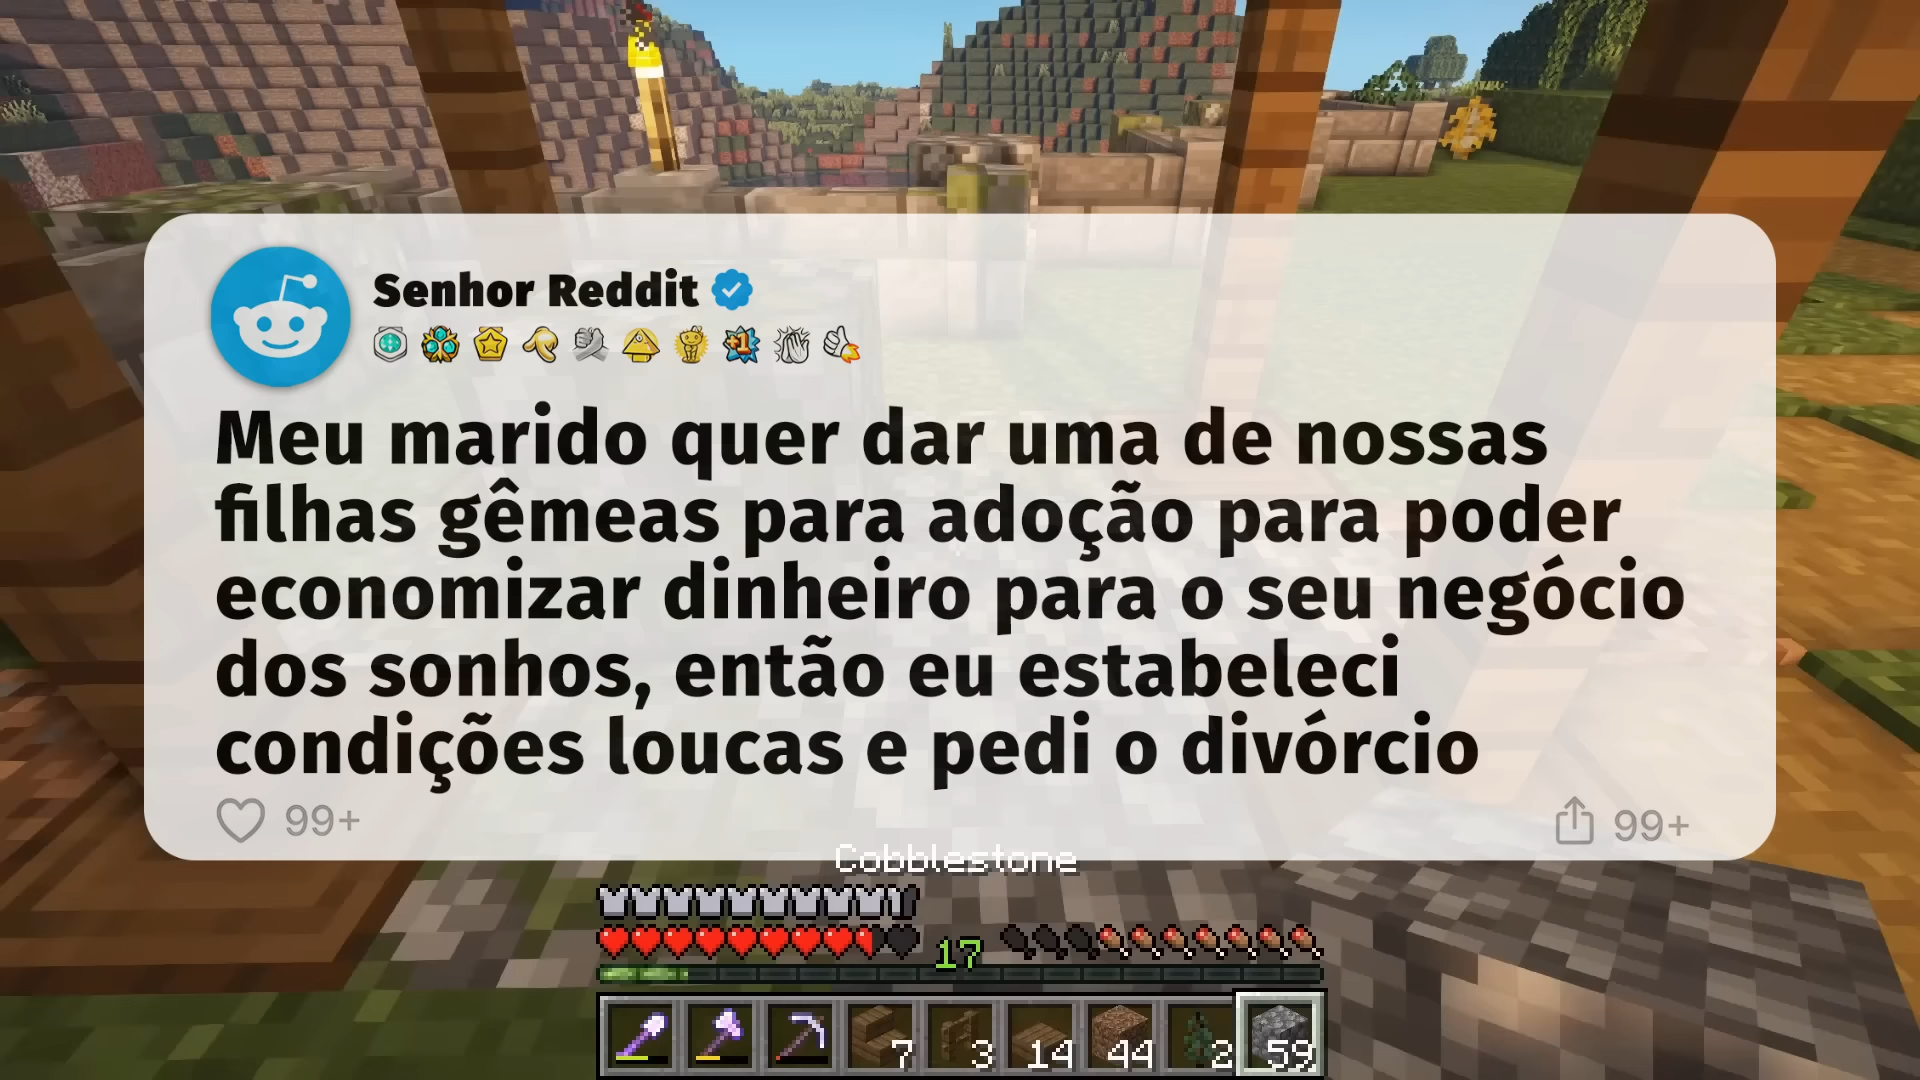 Senhor Reddit
+1
Meu marido quer dar uma de nossas
filhas gêmeas para adoção para poder
economizar dinheiro para o seu negócio
dos sonhos, então eu estabeleci
condições loucas e pedi o divórcio
99+ 99+
Cobblestone
17
7 3 14 44 2 59